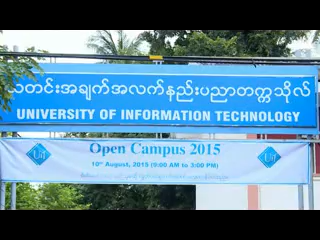 သတင်းအချက်အလက်နည်းပညာတက္ကသိုလ်
UNIVERSITY OF INFORMATION TECHNOLOGY
UiT
Open Campus 2015
UiT
10th August, 2015 (9:00 AM to 3:00 PM)